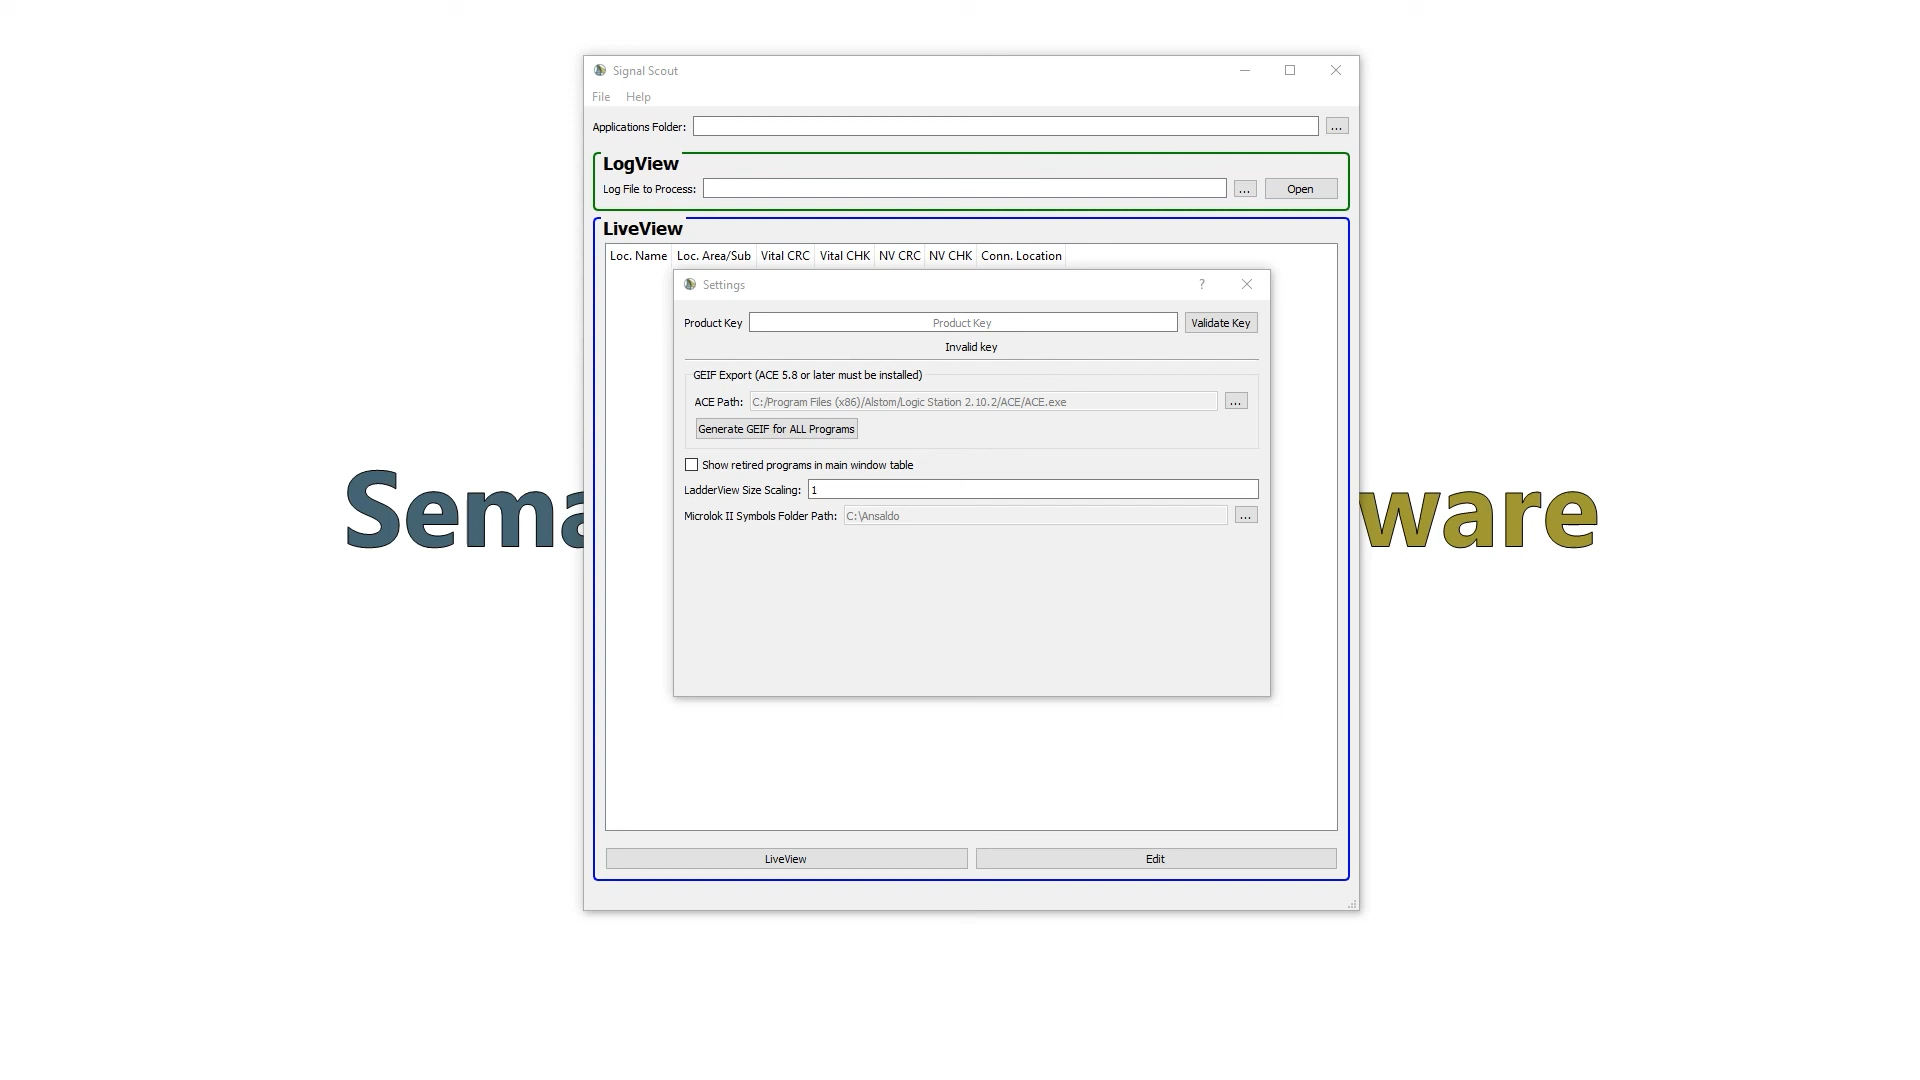 Signal Scout
File Help
Applications Folder: ...
LogView
Log File to Process: ... Open
LiveView
Loc. Name Loc. Area/Sub Vital CRC Vital CHK NV CRC NV CHK Conn. Location
Settings ?
Product Key Product Key Validate Key
Invalid key
GEIF Export (ACE 5.8 or later must be installed)
ACE Path: C:/Program Files (x86)/Alstom/Logic Station 2.10.2/ACE/ACE.exe ...
Generate GEIF for ALL Programs
Show retired programs in main window table
LadderView Size Scaling: 1
Sema ware
Microlok II Symbols Folder Path: C:\Ansaldo ...
LiveView Edit